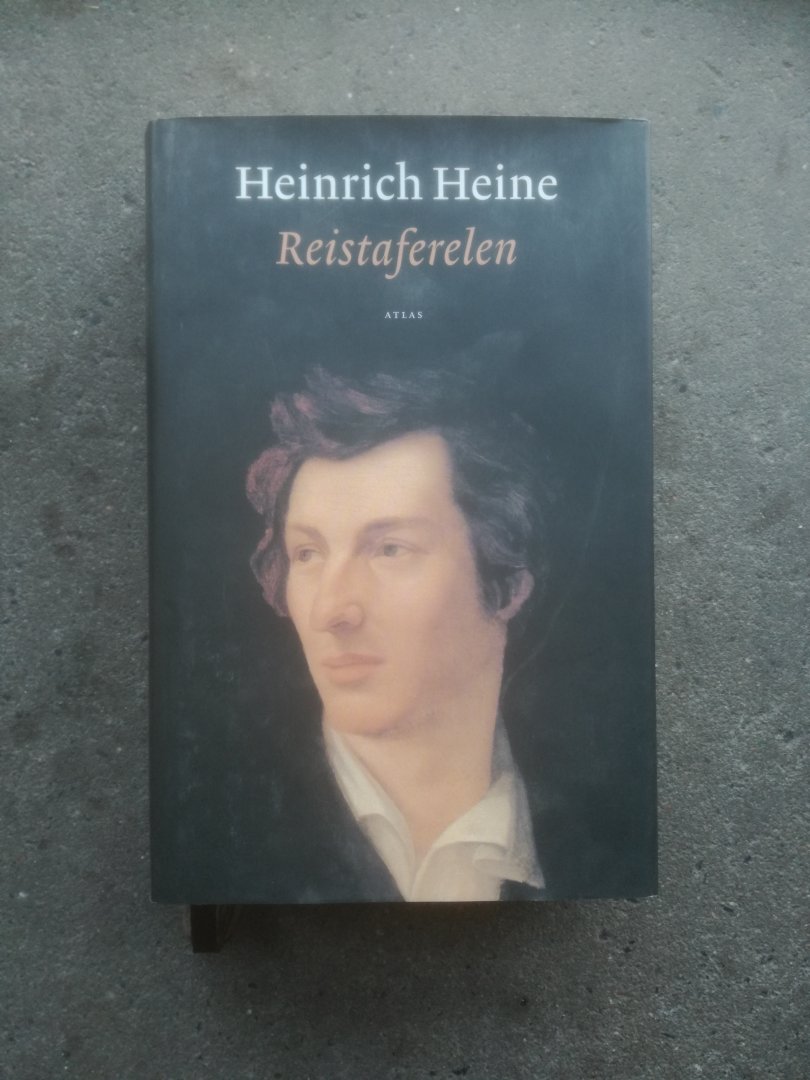 Heinrich Heine
Reistaferelen
ATLAS